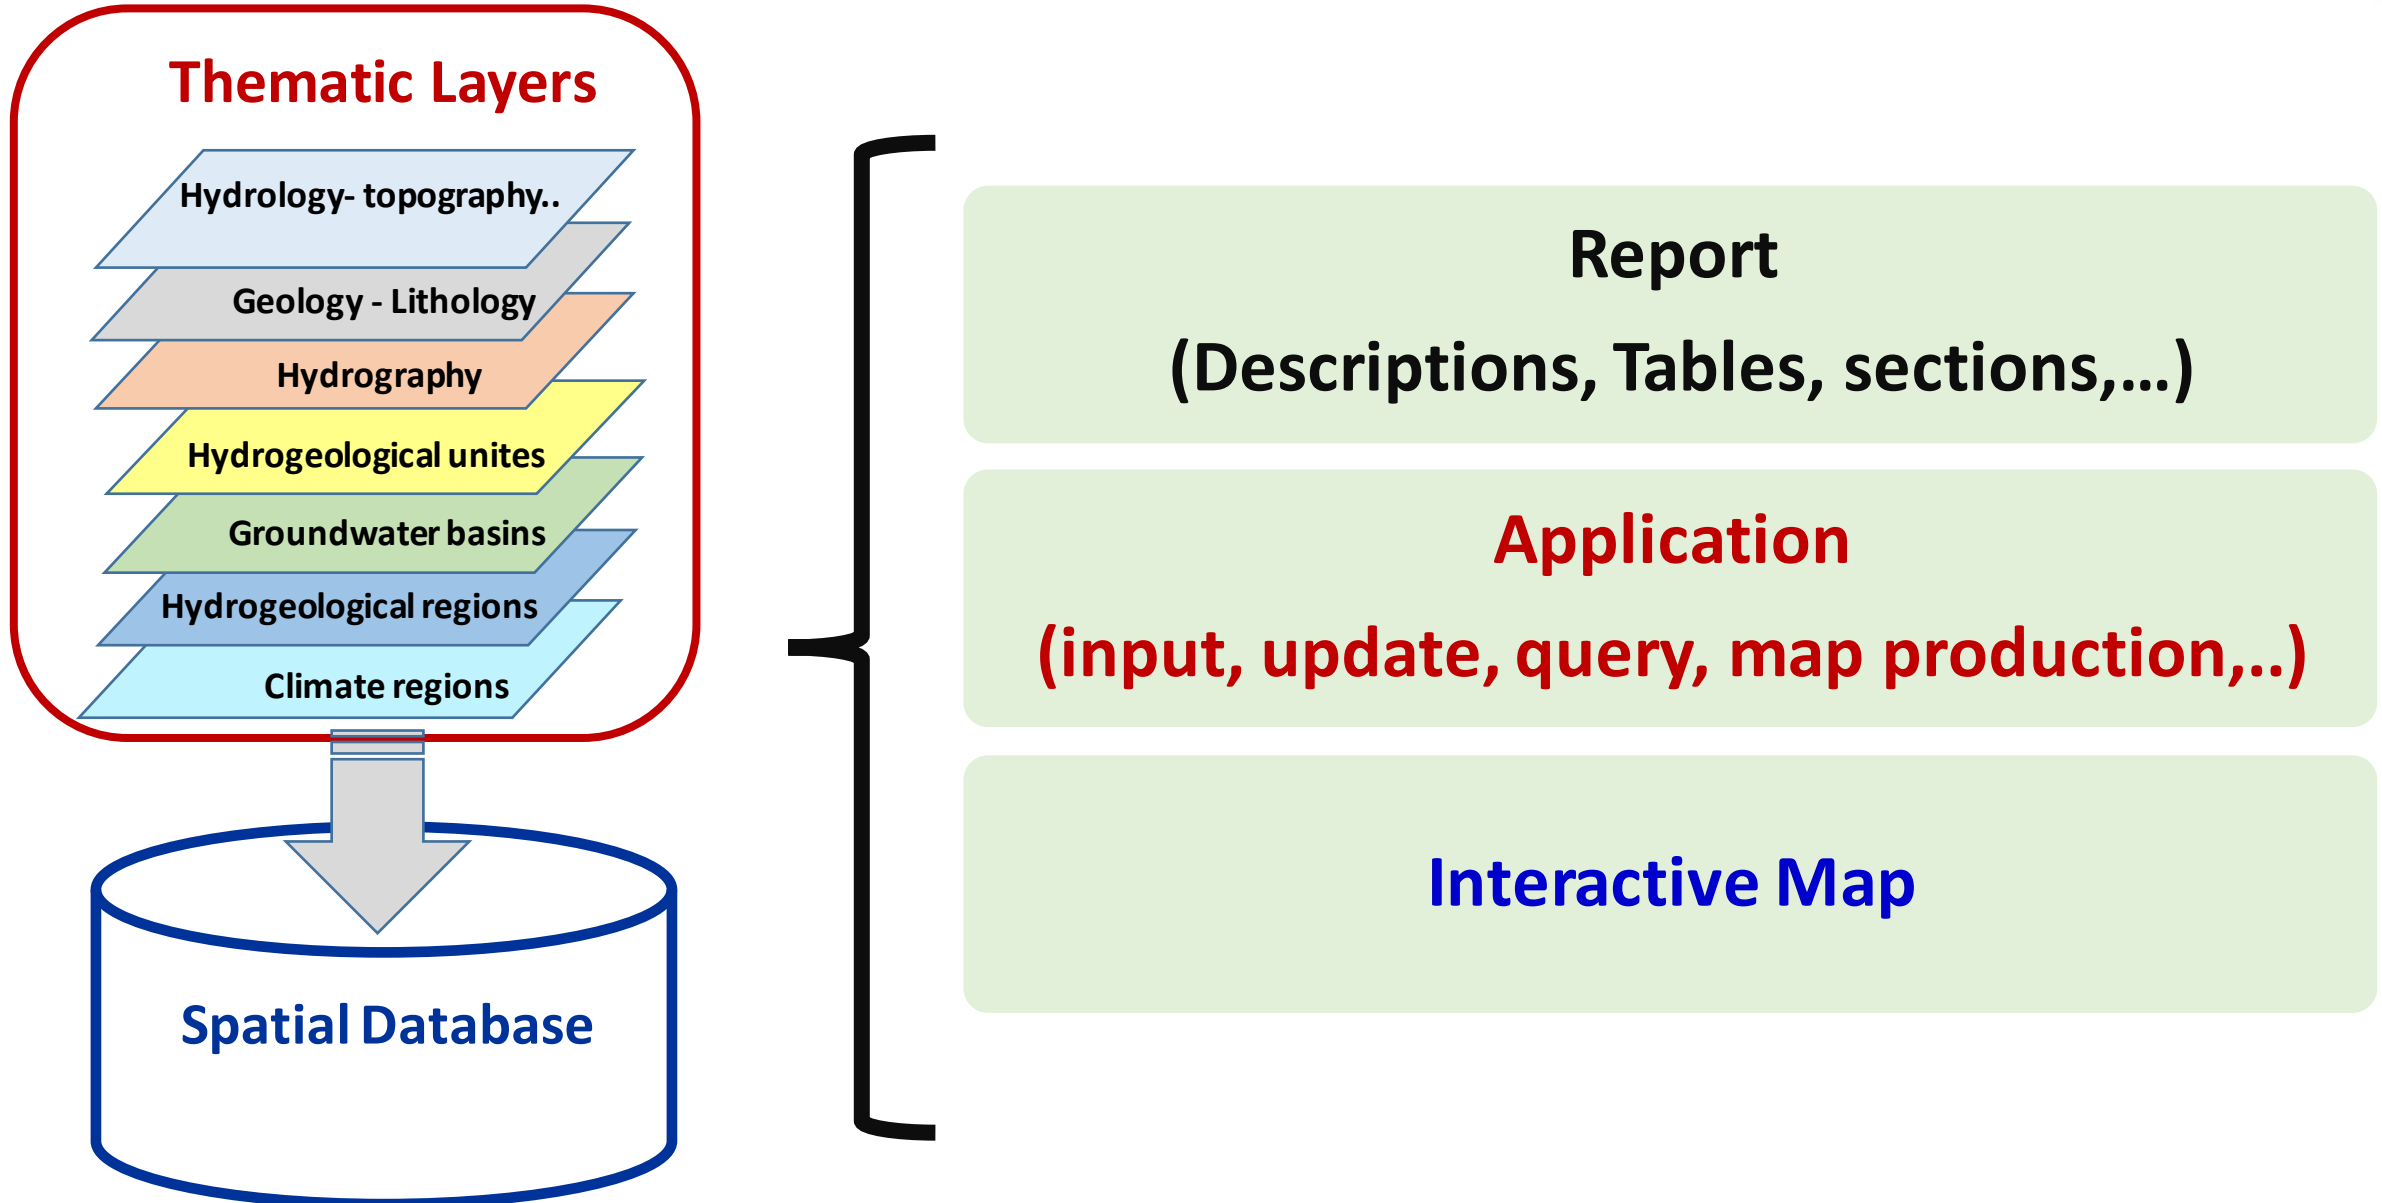 Thematic Layers
Hydrology- topography..
Geology - Lithology
Hydrography
Hydrogeological unites
Groundwater basins
Hydrogeological regions
Climate regions
Spatial Database
Report
(Descriptions, Tables, sections,...)
Application
(input, update, query, map production,..)
Interactive Map